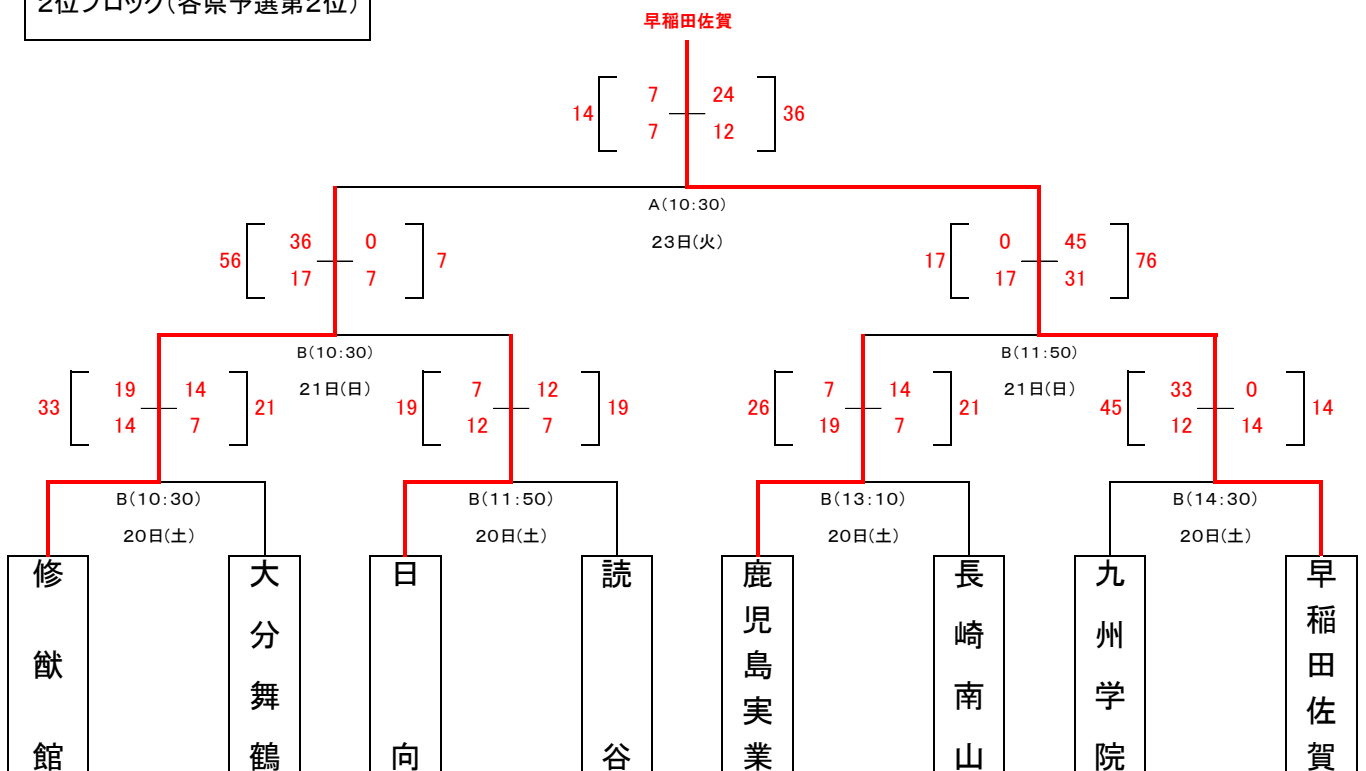 2位ブロック(各県予選第2位)
早稲田佐賀
7 24
14 36
7 12
A(10:30)
23日(火)
36 0 0 45
56 7 17 76
17 7 17 31
B(10:30) B(11:50)
21日(日) 21日(日)
19 14 7 12 7 14 33 0
33 21 19 19 26 21 45 14
14 7 12 7 19 7 12 14
B(10:30) B(11:50) B(13:10) B(14:30)
20日(土) 20日(土) 20日(土) 20日(土)
修猷館
大分舞鶴
日向
読谷
鹿児島実業
長崎南山
九州学院
早稲田佐賀